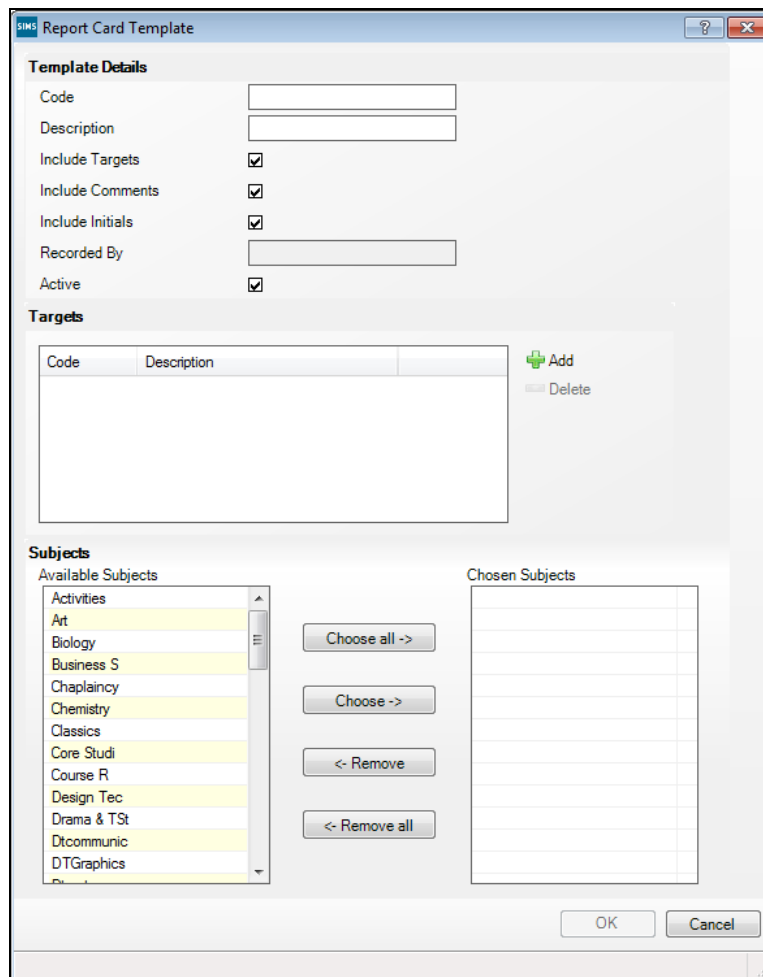 SIMS Report Card Template ?
Template Details
Code
Description
Include Targets
Include Comments
Include Initials
Recorded By
Active
Targets
Code Description
Add
Delete
Subjects
Available Subjects
Activities
Art
Biology
Business S
Chaplaincy
Chemistry
Classics
Core Studi
Course R
Design Tec
Drama & TSt
Dtcommunic
DTGraphics
Choose all ->
Choose ->
<- Remove
<- Remove all
Chosen Subjects
OK Cancel